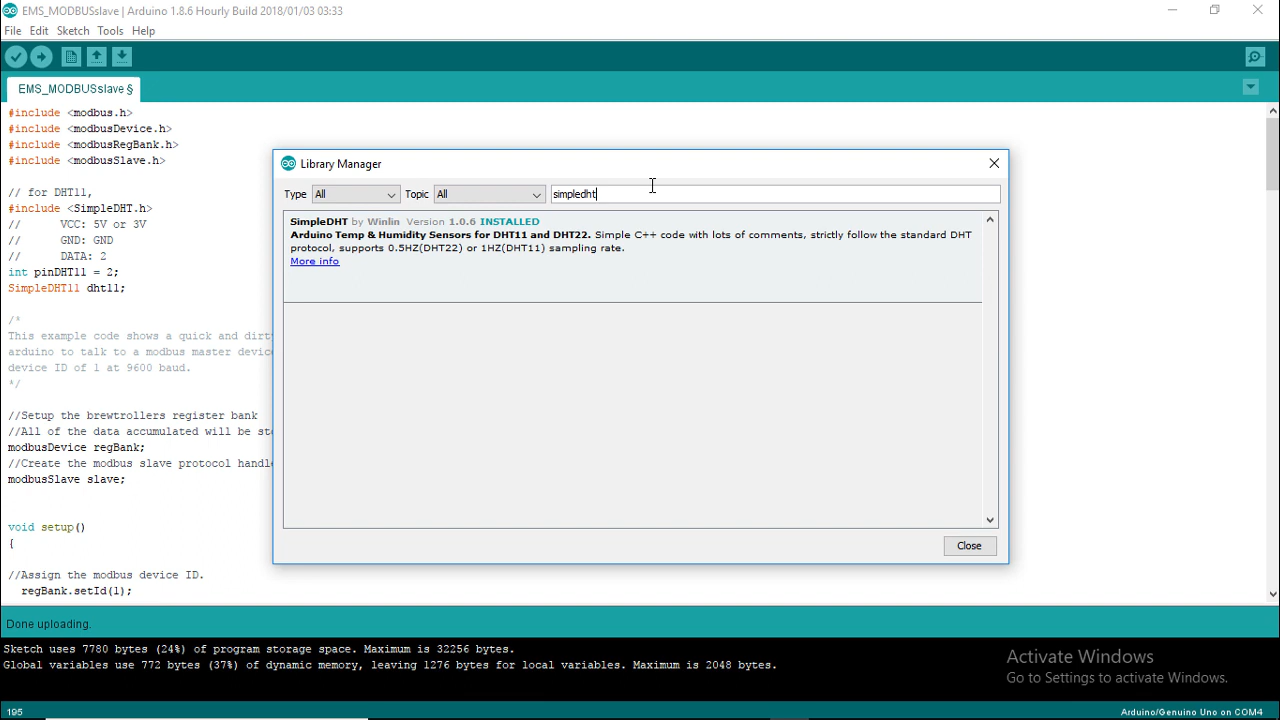 EMS_MODBUSslave | Arduino 1.8.6 Hourly Build 2018/01/03 03:33
File Edit Sketch Tools Help
EMS_MODBUSslave §
#include <modbus.h>
#include <modbusDevice.h>
#include <modbusRegBank.h>
#include <modbusSlave.h>
// for DHT11,
#include <SimpleDHT.h>
// VCC: 5V or 3V
// GND: GND
// DATA: 2
int pinDHT11 = 2;
SimpleDHT11 dht11;
/*
This example code shows a quick and dirt
arduino to talk to a modbus master devic
device ID of 1 at 9600 baud.
*/
//Setup the brewtrollers register bank
//All of the data accumulated will be st
modbusDevice regBank;
//Create the modbus slave protocol handl
modbusSlave slave;
void setup()
{
//Assign the modbus device ID.
regBank.setId(1);
Library Manager
Type All Topic All simpledht
SimpleDHT by Winlin Version 1.0.6 INSTALLED
Arduino Temp & Humidity Sensors for DHT11 and DHT22. Simple C++ code with lots of comments, strictly follow the standard DHT
protocol, supports 0.5HZ(DHT22) or 1HZ(DHT11) sampling rate.
More info
Close
Done uploading.
Sketch uses 7780 bytes (24%) of program storage space. Maximum is 32256 bytes.
Global variables use 772 bytes (37%) of dynamic memory, leaving 1276 bytes for local variables. Maximum is 2048 bytes.
Activate Windows
Go to Settings to activate Windows.
195
Arduino/Genuino Uno on COM4